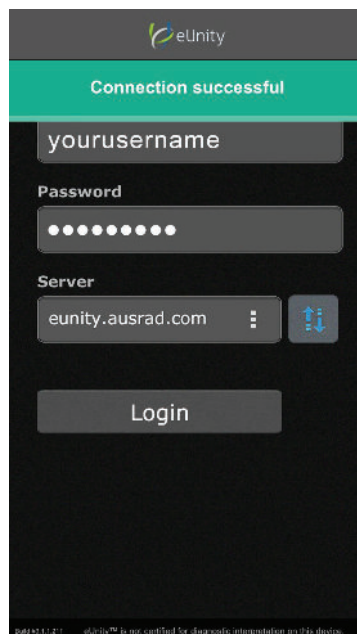 eUnity
Connection successful
yourusername
Password
Server
eunity.ausrad.com
Login
eUnity™ is not certified for diagnostic interpretation on this device.